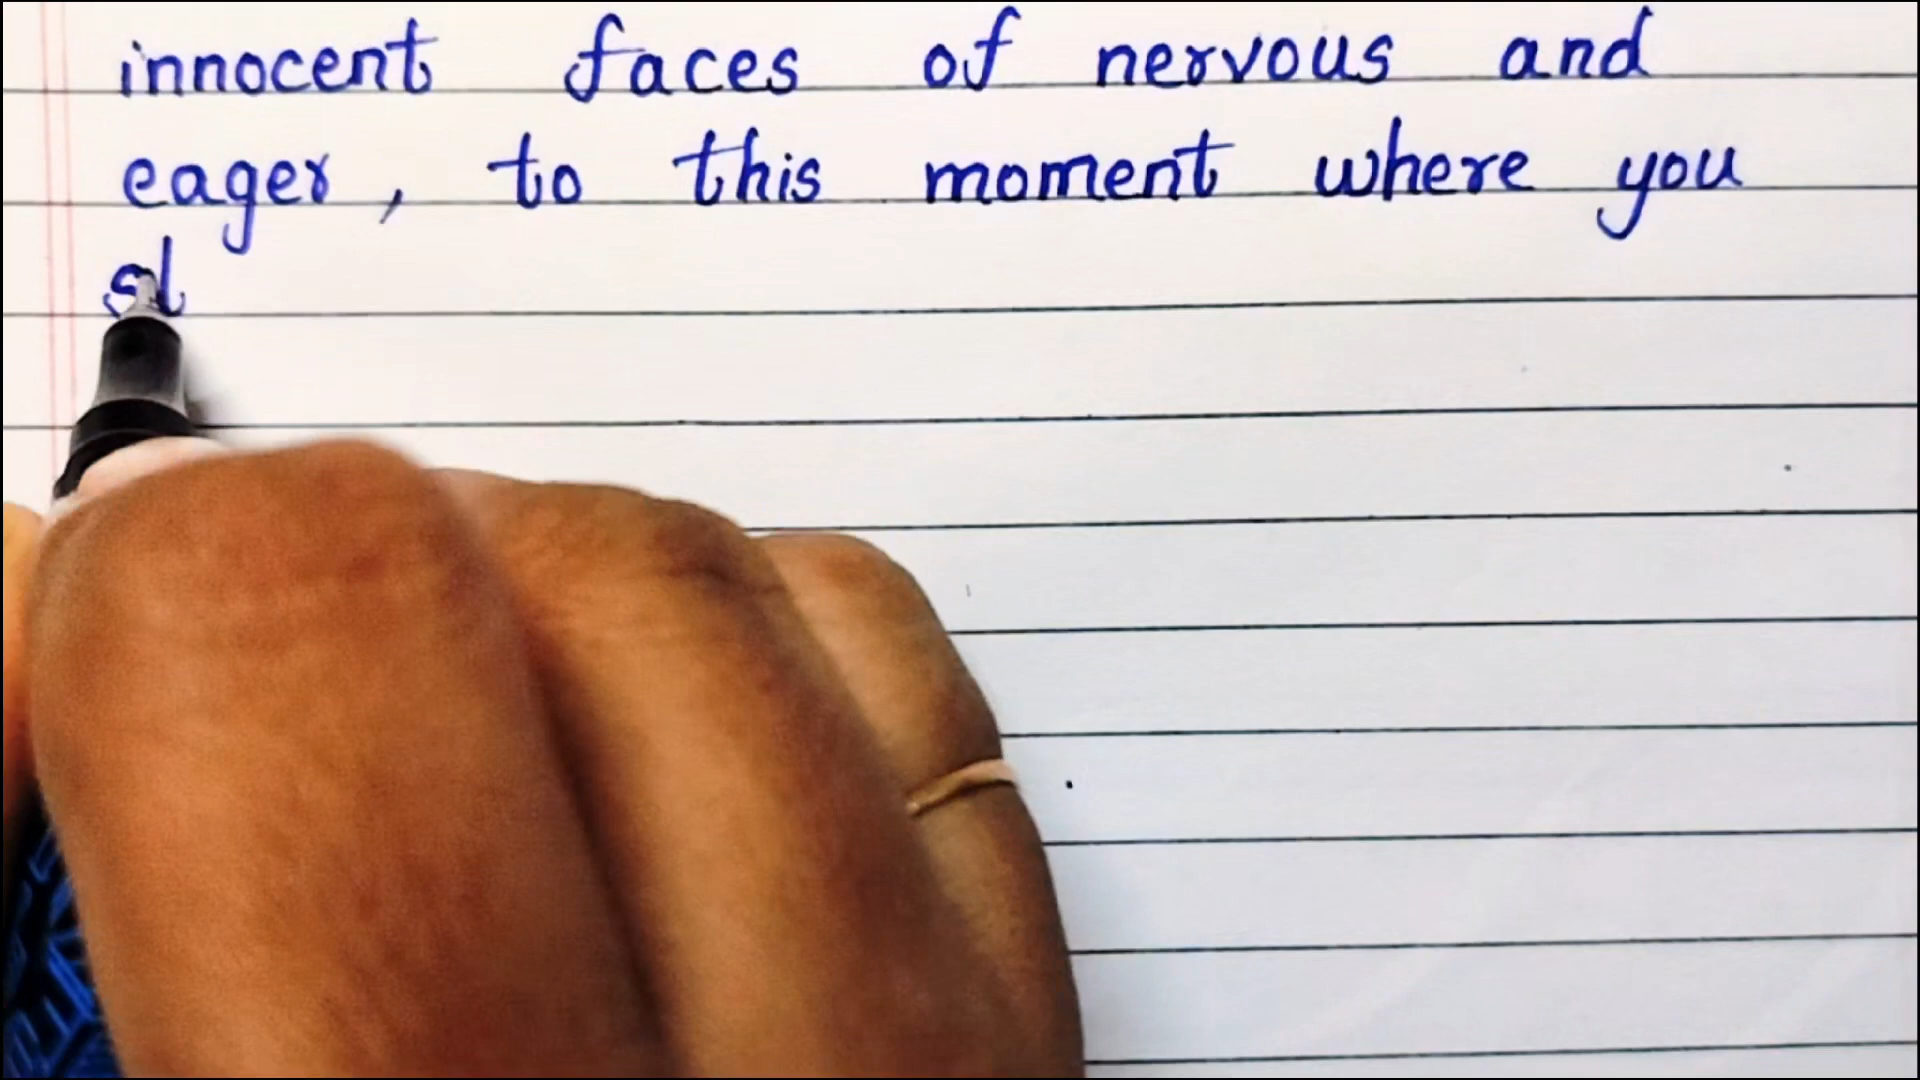 innocent faces of nervous and
eager, to this moment where you